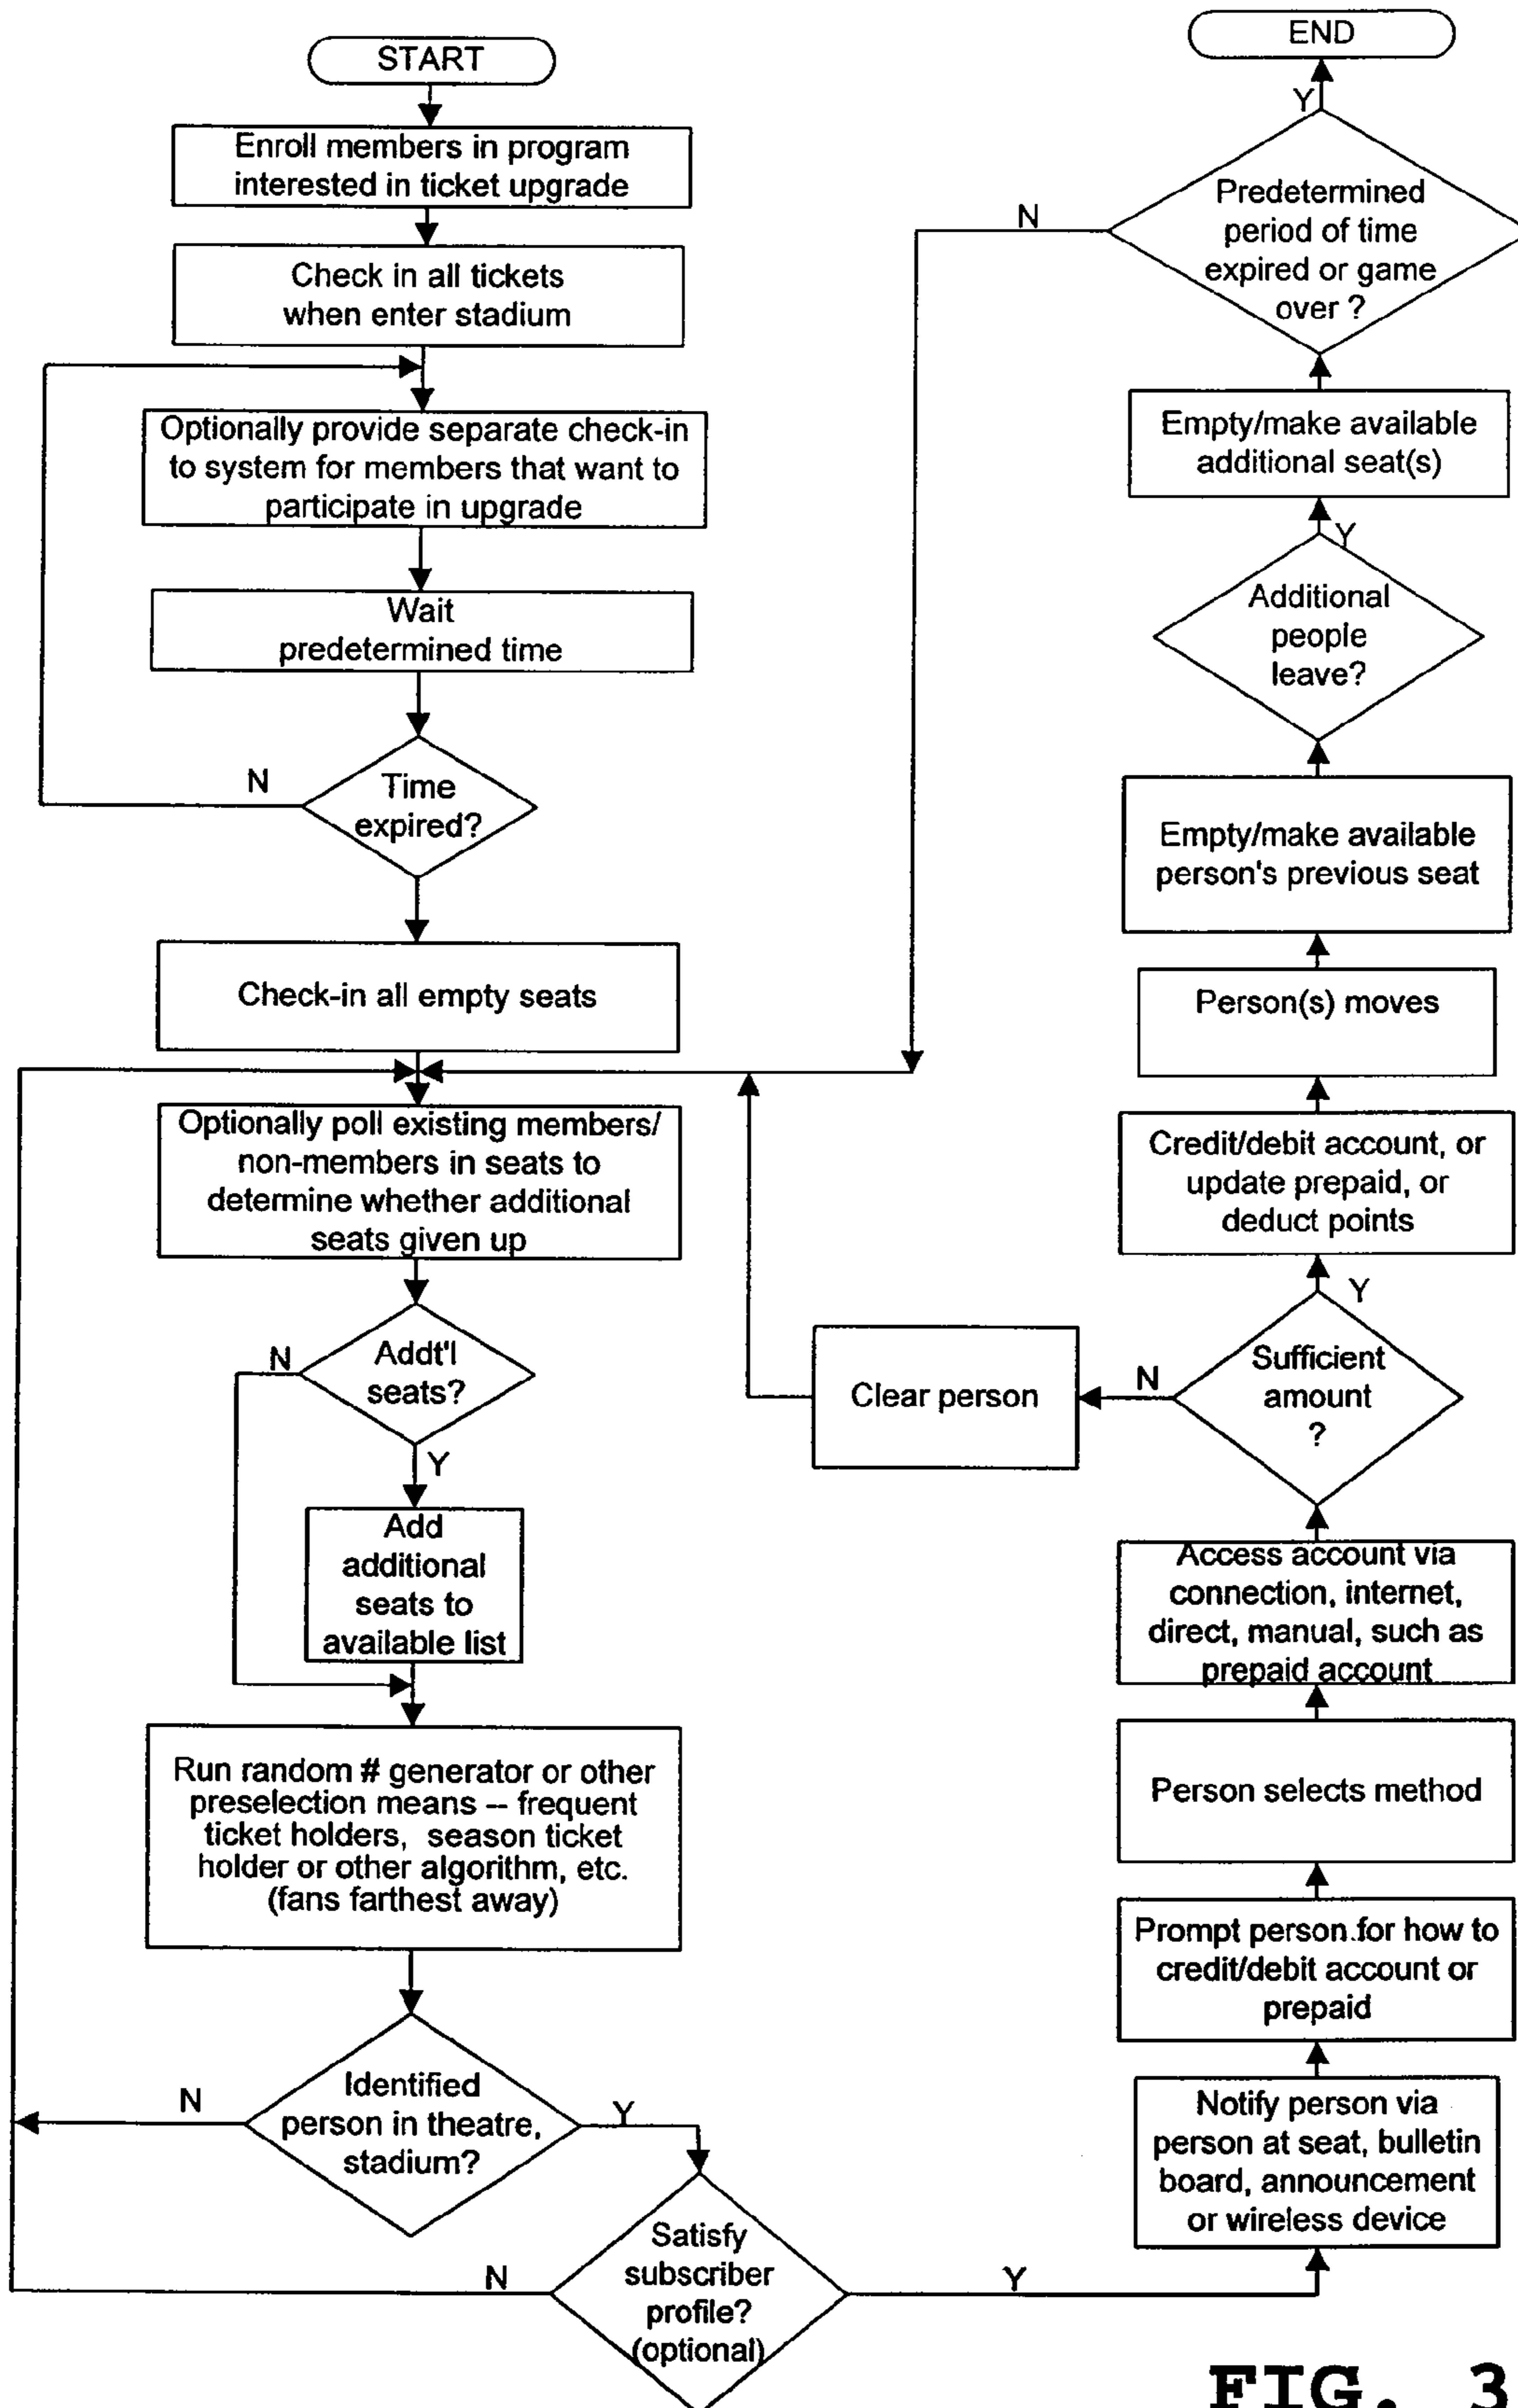 START
Enroll members in program
interested in ticket upgrade
Check in all tickets
when enter stadium
Optionally provide separate check-in
to system for members that want to
participate in upgrade
Wait
predetermined time
N
Time
expired?
Check-in all empty seats
Optionally poll existing members/
non-members in seats to
determine whether additional
seats given up
N
Addt'l
seats?
Y
Add
additional
seats to
available list
Run random # generator or other
preselection means -- frequent
ticket holders, season ticket
holder or other algorithm, etc.
(fans farthest away)
N
Identified
person in theatre,
stadium?
Y
N
Satisfy
subscriber
profile?
(optional)
Y
Notify person via
person at seat, bulletin
board, announcement
or wireless device
Prompt person.for how to
credit/debit account or
prepaid
Person selects method
Access account via
connection, internet,
direct, manual, such as
prepaid account
Sufficient
amount
?
N
Clear person
Y
Credit/debit account, or
update prepaid, or
deduct points
Person(s) moves
Empty/make available
person's previous seat
Additional
people
leave?
Y
Empty/make available
additional seat(s)
Predetermined
period of time
expired or game
over ?
N
Y
END
FIG. 3